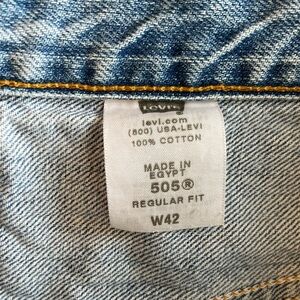 LEVI'S
levi.com
(800) USA-LEVI
100% COTTON
MADE IN
EGYPT
505®
REGULAR FIT
W42